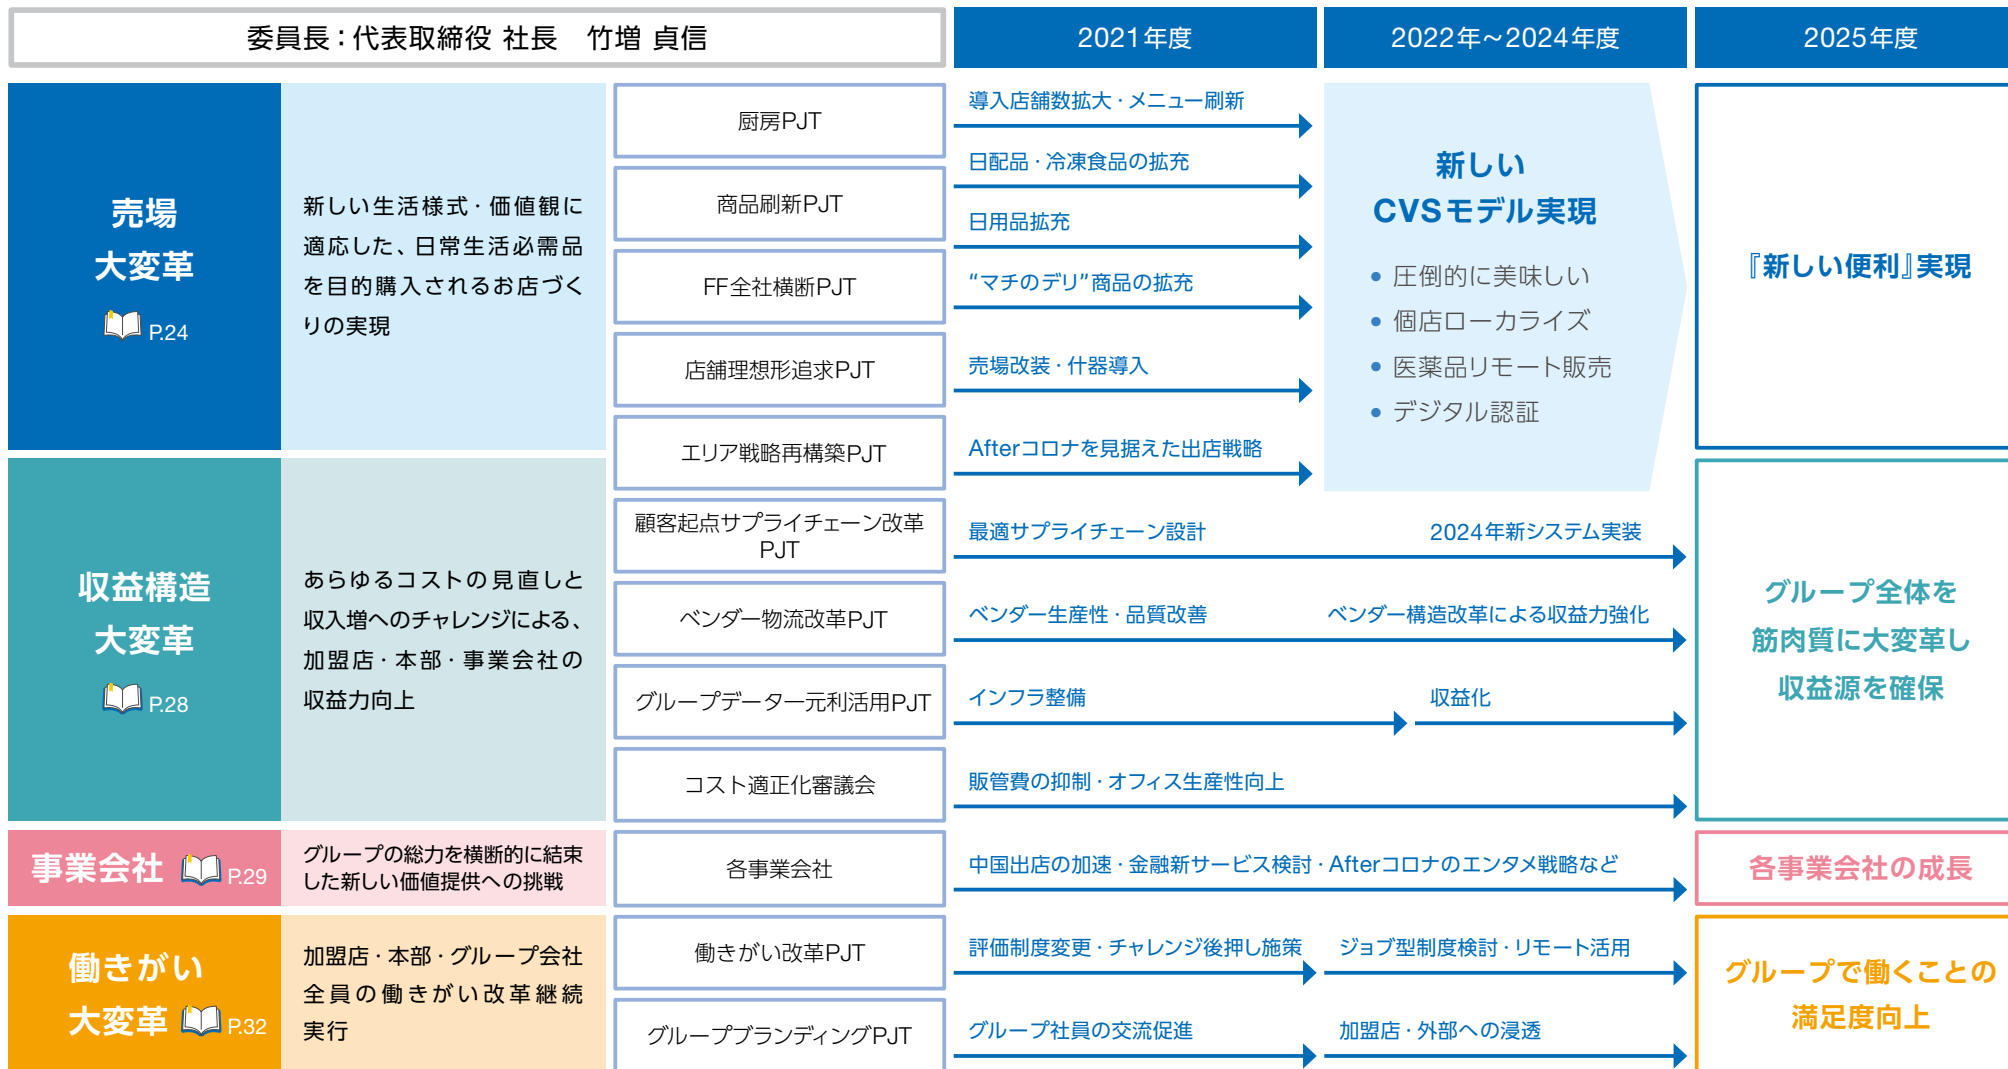 委員長：代表取締役 社長　竹増 貞信
2021年度
2022年～2024年度
2025年度
売場
大変革
P.24
新しい生活様式・価値観に
適応した、日常生活必需品
を目的購入されるお店づく
りの実現
厨房PJT
商品刷新PJT
FF全社横断PJT
店舗理想形追求PJT
エリア戦略再構築PJT
導入店舗数拡大・メニュー刷新
日配品・冷凍食品の拡充
日用品拡充
“マチのデリ”商品の拡充
売場改装・什器導入
Afterコロナを見据えた出店戦略
新しい
CVSモデル実現
• 圧倒的に美味しい
• 個店ローカライズ
• 医薬品リモート販売
• デジタル認証
『新しい便利』実現
収益構造
大変革
P.28
あらゆるコストの見直しと
収入増へのチャレンジによる、
加盟店・本部・事業会社の
収益力向上
顧客起点サプライチェーン改革
PJT
最適サプライチェーン設計
2024年新システム実装
ベンダー物流改革PJT
ベンダー生産性・品質改善
ベンダー構造改革による収益力強化
グループデーター元利活用PJT
インフラ整備
収益化
コスト適正化審議会
販管費の抑制・オフィス生産性向上
グループ全体を
筋肉質に大変革し
収益源を確保
事業会社
P.29
グループの総力を横断的に結束
した新しい価値提供への挑戦
各事業会社
中国出店の加速・金融新サービス検討・Afterコロナのエンタメ戦略など
各事業会社の成長
働きがい
大変革
P.32
加盟店・本部・グループ会社
全員の働きがい改革継続
実行
働きがい改革PJT
評価制度変更・チャレンジ後押し施策
ジョブ型制度検討・リモート活用
グループブランディングPJT
グループ社員の交流促進
加盟店・外部への浸透
グループで働くことの
満足度向上